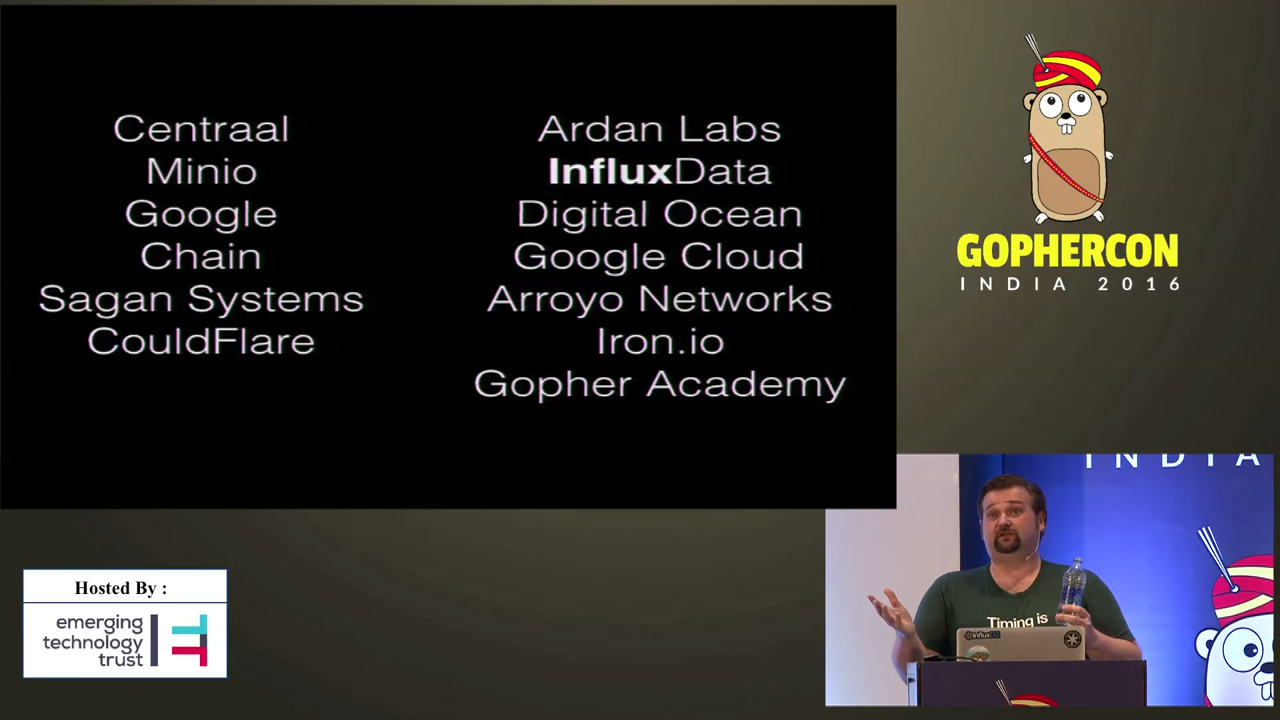 Centraal
Minio
Google
Chain
Sagan Systems
CouldFlare
Ardan Labs
InfluxData
Digital Ocean
Google Cloud
Arroyo Networks
Iron.io
Gopher Academy
GOPHERCON
INDIA 2016
INDIA
Timing is
InfluxDB
Hosted By :
emerging
technology
trust